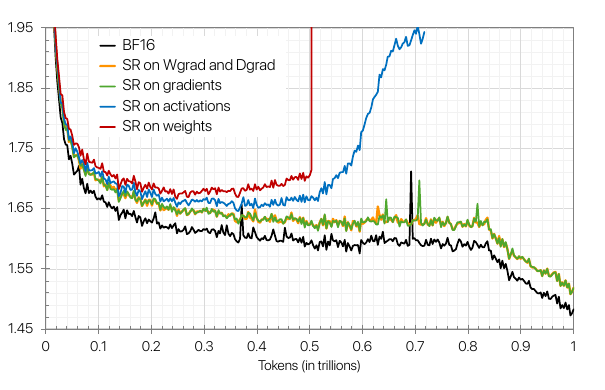 1.95
BF16
SR on Wgrad and Dgrad
1.85
SR on gradients
SR on activations
SR on weights
1.75
1.65
1.55
1.45
0 0.1 0.2 0.3 0.4 0.5 0.6 0.7 0.8 0.9 1
Tokens (in trillions)